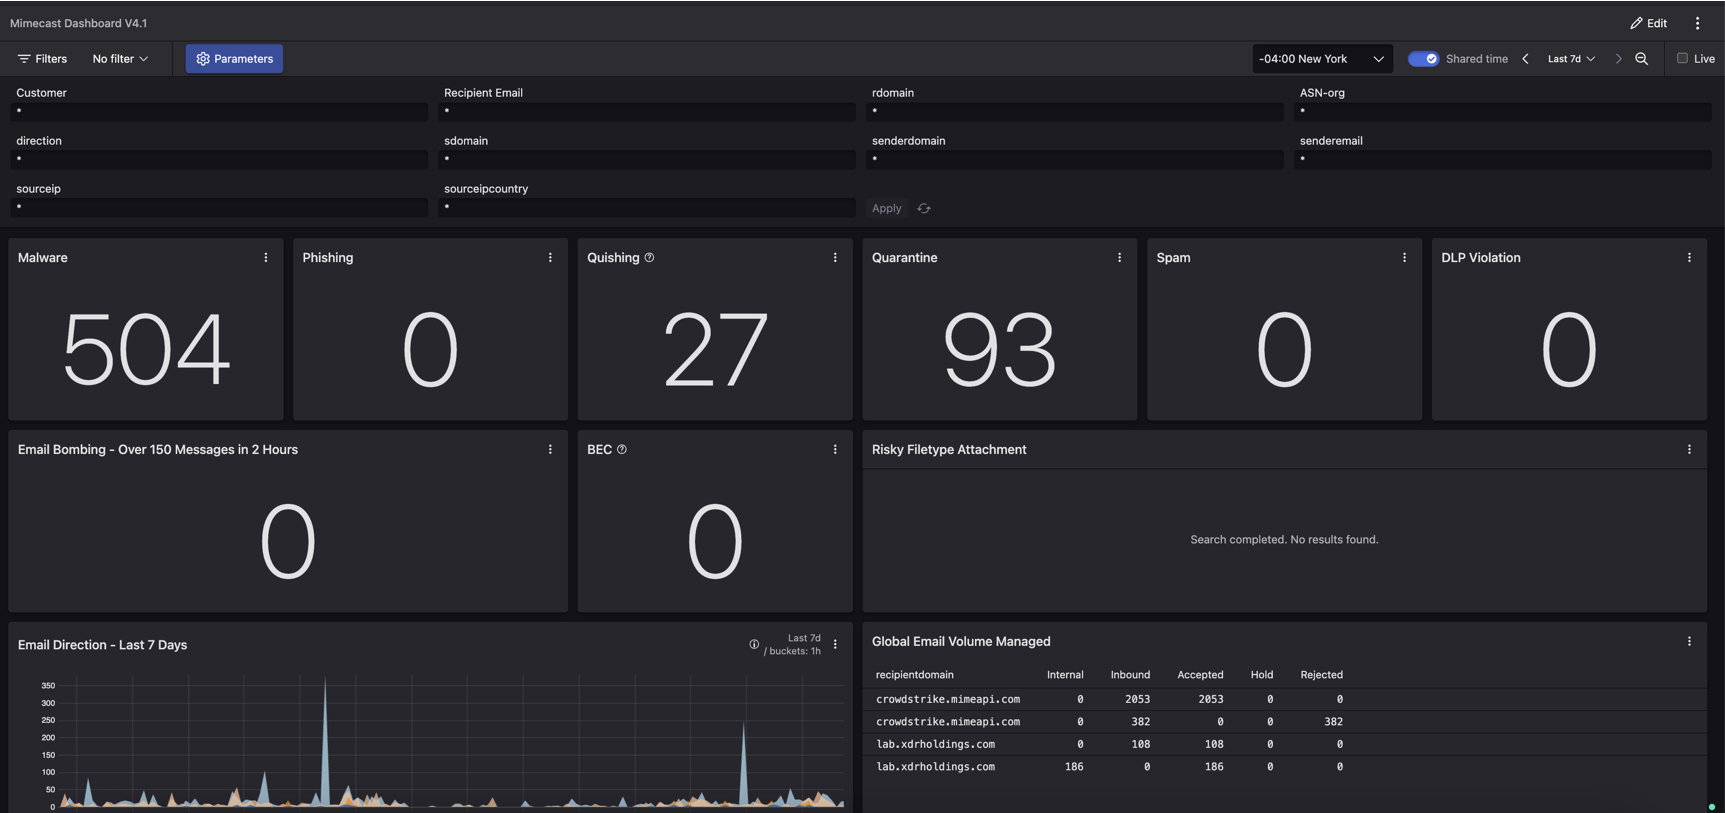 Mimecast Dashboard V4.1
Edit
Filters No filter Parameters -04:00 New York Shared time Last 7d Live
Customer Recipient Email rdomain ASN-org
* * * *
direction sdomain senderdomain senderemail
* * * *
sourceip sourceipcountry
* * Apply
Malware Phishing Quishing Quarantine Spam DLP Violation
504 0 27 93 0 0
Email Bombing - Over 150 Messages in 2 Hours BEC Risky Filetype Attachment
0 0 Search completed. No results found.
Email Direction - Last 7 Days Last 7d
/ buckets: 1h
350
300
250
200
150
100
50
0
Global Email Volume Managed
recipientdomain Internal Inbound Accepted Hold Rejected
crowdstrike.mimeapi.com 0 2053 2053 0 0
crowdstrike.mimeapi.com 0 382 0 0 382
lab.xdrholdings.com 0 108 108 0 0
lab.xdrholdings.com 186 0 186 0 0